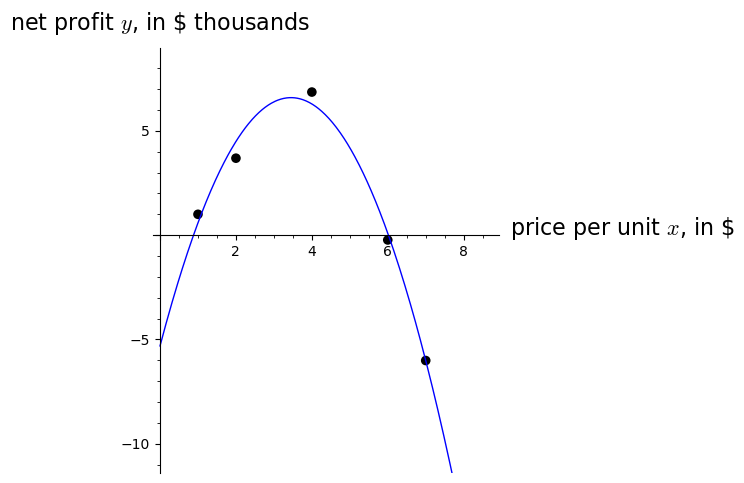 net profit y, in $ thousands
5
price per unit x, in $
2 4 6 8
−5
−10